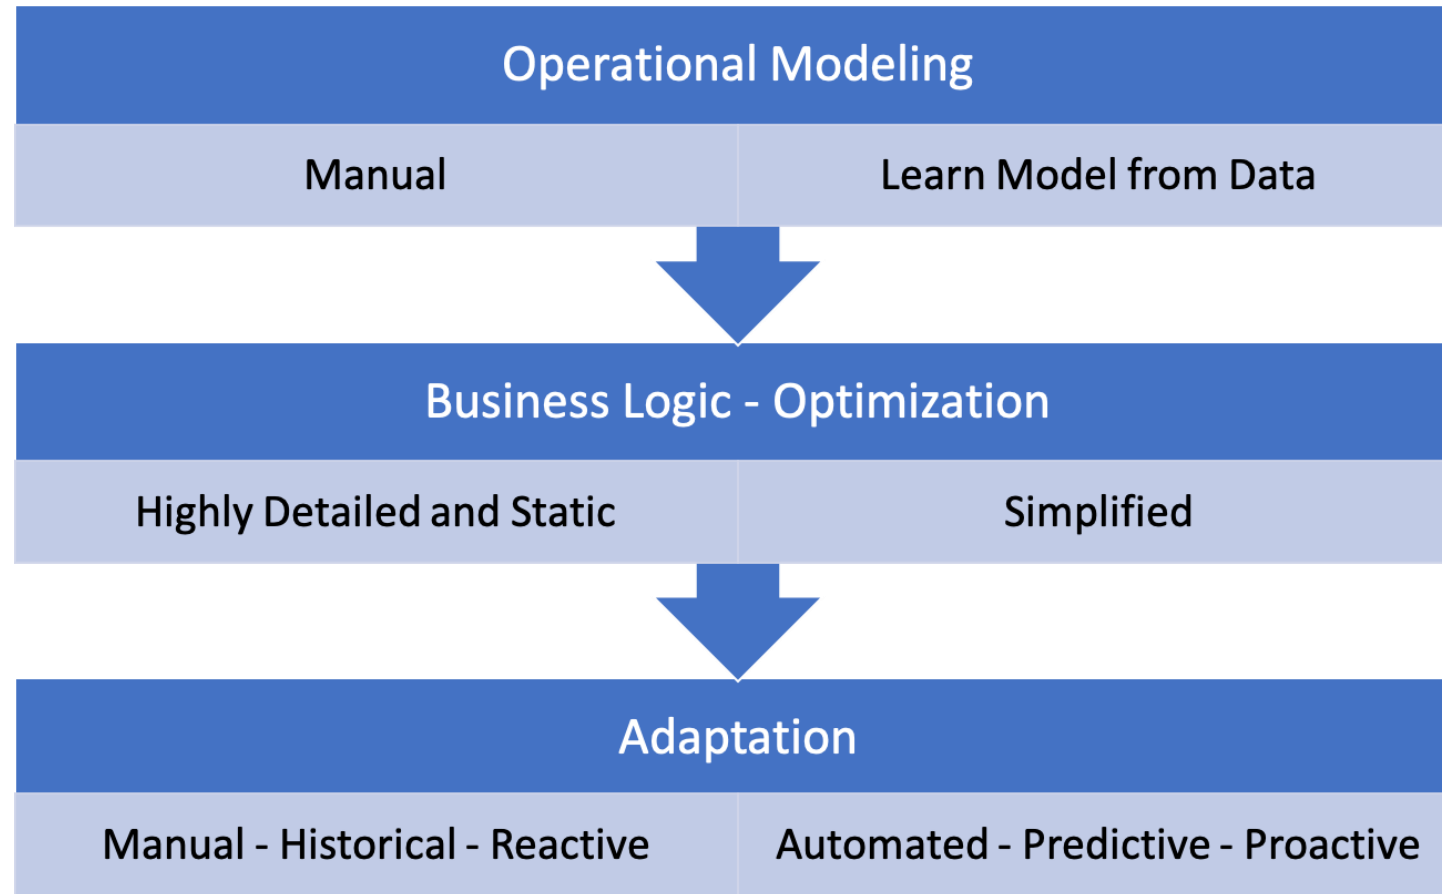 Operational Modeling
Manual
Learn Model from Data
Business Logic - Optimization
Highly Detailed and Static
Simplified
Adaptation
Manual - Historical - Reactive
Automated - Predictive - Proactive